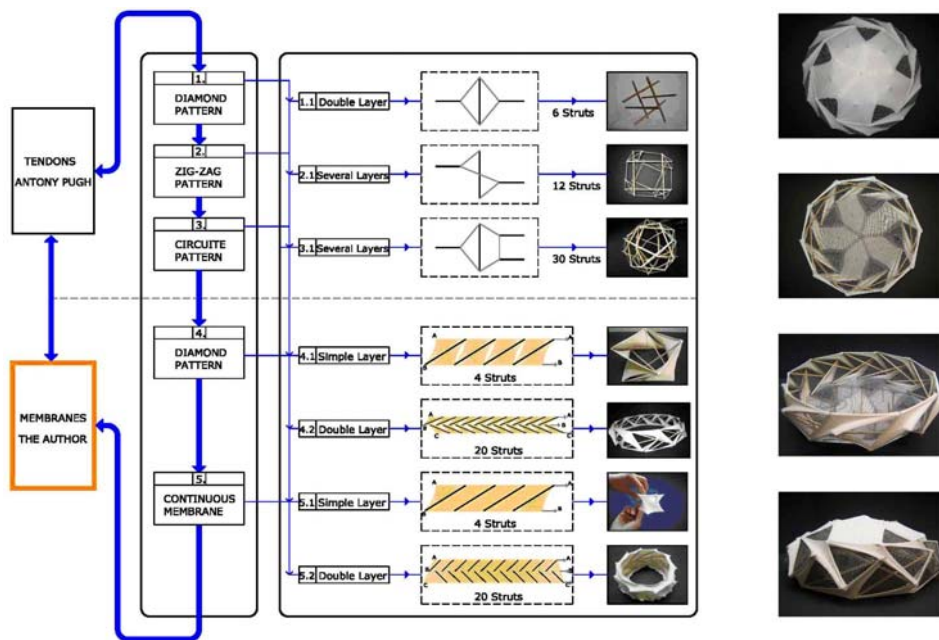 TENDONS
ANTONY PUGH
MEMBRANES
THE AUTHOR
1.
DIAMOND
PATTERN
2.
ZIG-ZAG
PATTERN
3.
CIRCUITE
PATTERN
4.
DIAMOND
PATTERN
5.
CONTINUOUS
MEMBRANE
1.1 Double Layer
6 Struts
2.1 Several Layers
12 Struts
3.1 Several Layers
30 Struts
4.1 Simple Layer
A A
B B
4 Struts
4.2 Double Layer
A A
B B
C C
20 Struts
5.1 Simple Layer
A A
B B
4 Struts
5.2 Double Layer
A A
B B
C C
20 Struts